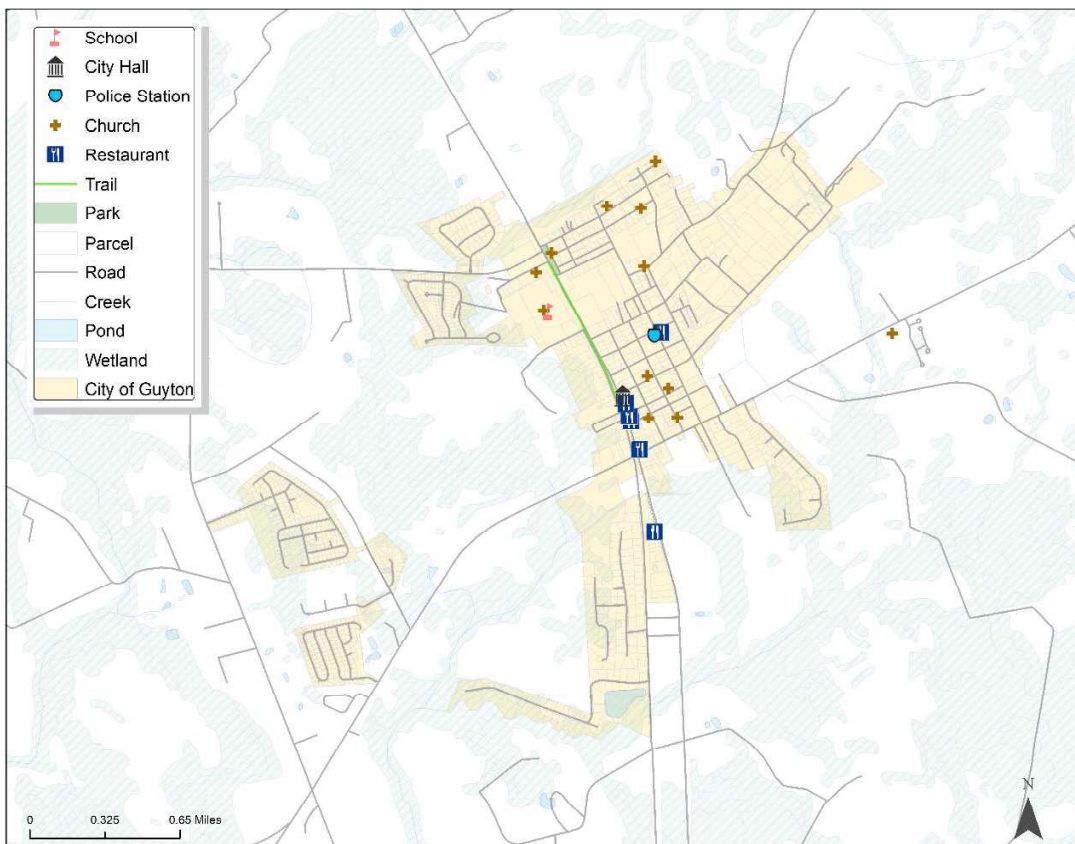 School
City Hall
Police Station
Church
Restaurant
Trail
Park
Parcel
Road
Creek
Pond
Wetland
City of Guyton
N
0 0.325 0.65 Miles